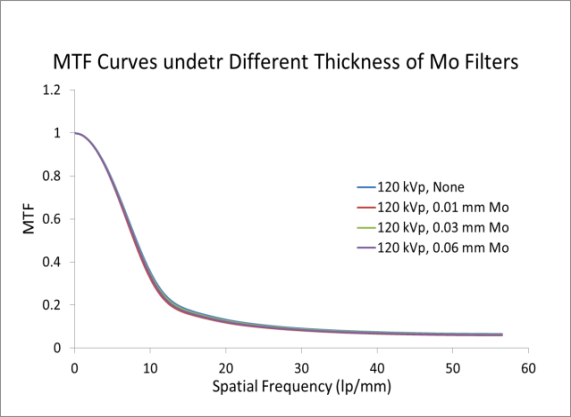 MTF Curves undetr Different Thickness of Mo Filters
1.2
1
0.8
0.6
0.4
0.2
0
MTF
120 kVp, None
120 kVp, 0.01 mm Mo
120 kVp, 0.03 mm Mo
120 kVp, 0.06 mm Mo
0 10 20 30 40 50 60
Spatial Frequency (lp/mm)